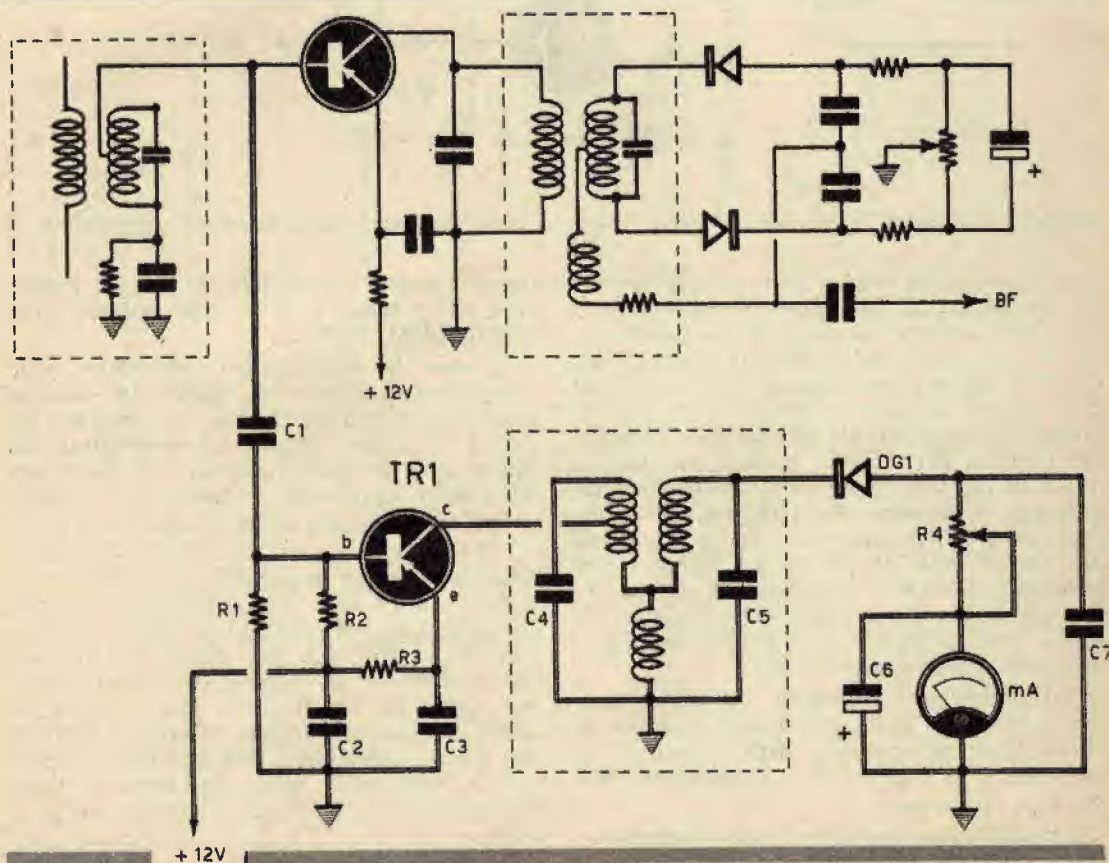 BF
+ 12V
C1
TR1
c
b
e
DG1
R4
R1
R2
R3
C4
C5
C6
C7
mA
+
+
C2
C3
+ 12V